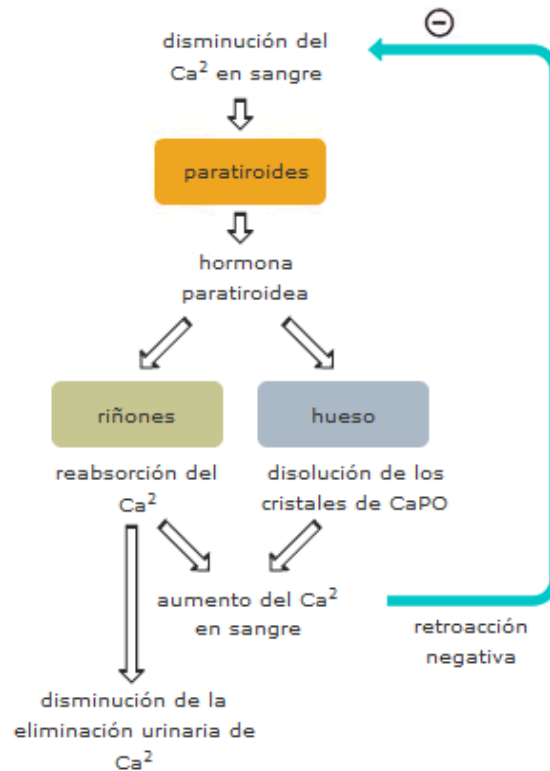 disminución del
Ca² en sangre
paratiroides
hormona
paratiroidea
riñones
hueso
reabsorción del
Ca²
disolución de los
cristales de CaPO
aumento del Ca²
en sangre
retroacción
negativa
disminución de la
eliminación urinaria de
Ca²